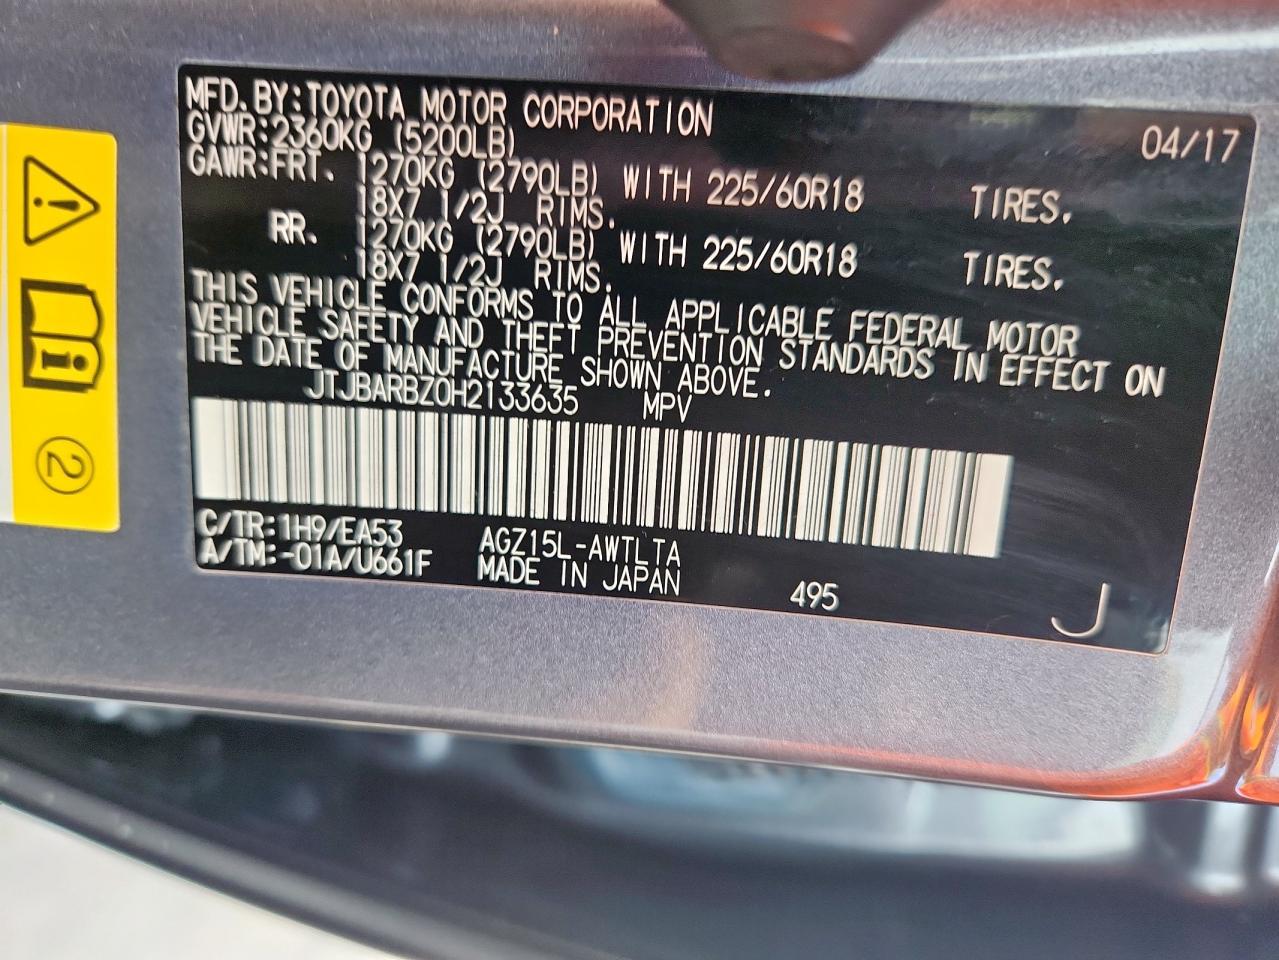 MFD.BY:TOYOTA MOTOR CORPORATION 04/17
GVWR:2360KG (5200LB)
GAWR:FRT. 1270KG (2790LB) WITH 225/60R18 TIRES.
18X7 1/2J RIMS.
RR. 1270KG (2790LB) WITH 225/60R18 TIRES.
18X7 1/2J RIMS.
THIS VEHICLE CONFORMS TO ALL APPLICABLE FEDERAL MOTOR
VEHICLE SAFETY AND THEFT PREVENTION STANDARDS IN EFFECT ON
THE DATE OF MANUFACTURE SHOWN ABOVE.
JTJBARBZ0H2133635 MPV
C/TR:1H9/EA53 AGZ15L-AWTLTA
A/TM:-01A/U661F MADE IN JAPAN 495 J
2